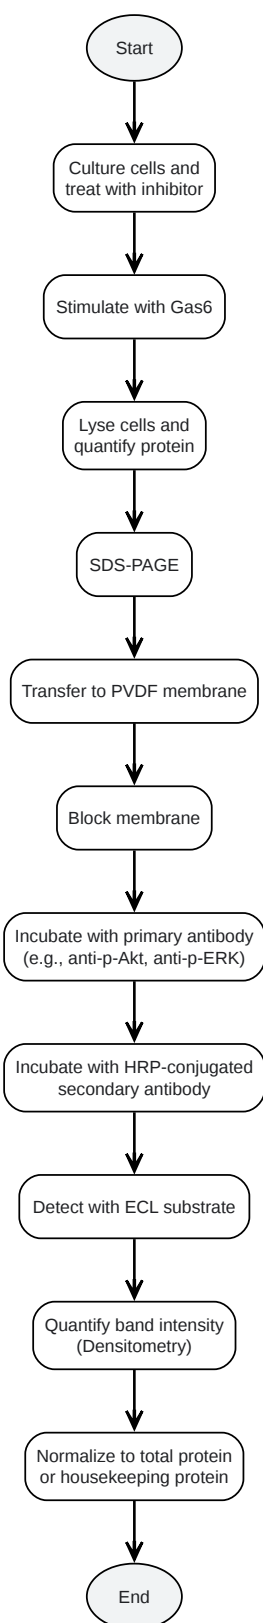 Start
Culture cells and
treat with inhibitor
Stimulate with Gas6
Lyse cells and
quantify protein
SDS-PAGE
Transfer to PVDF membrane
Block membrane
Incubate with primary antibody
(e.g., anti-p-Akt, anti-p-ERK)
Incubate with HRP-conjugated
secondary antibody
Detect with ECL substrate
Quantify band intensity
(Densitometry)
Normalize to total protein
or housekeeping protein
End